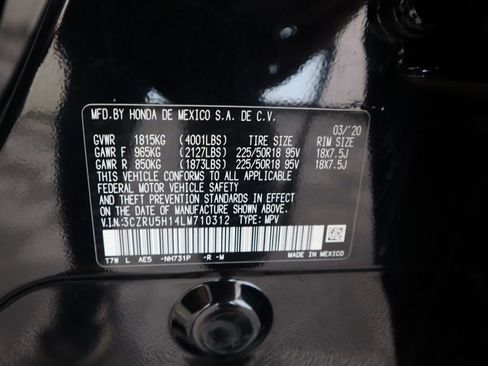 MFD.BY HONDA DE MEXICO S.A. DE C.V.
03/'20
GVWR 1815KG (4001LBS) TIRE SIZE RIM SIZE
GAWR F 965KG (2127LBS) 225/50R18 95V 18X7.5J
GAWR R 850KG (1873LBS) 225/50R18 95V 18X7.5J
THIS VEHICLE CONFORMS TO ALL APPLICABLE
FEDERAL MOTOR VEHICLE SAFETY
AND THEFT PREVENTION STANDARDS IN EFFECT
ON THE DATE OF MANUFACTURE SHOWN ABOVE.
V.I.N.:3CZRU5H14LM710312 TYPE: MPV
T7W L AE5 -NH731P -R -M
MADE IN MEXICO